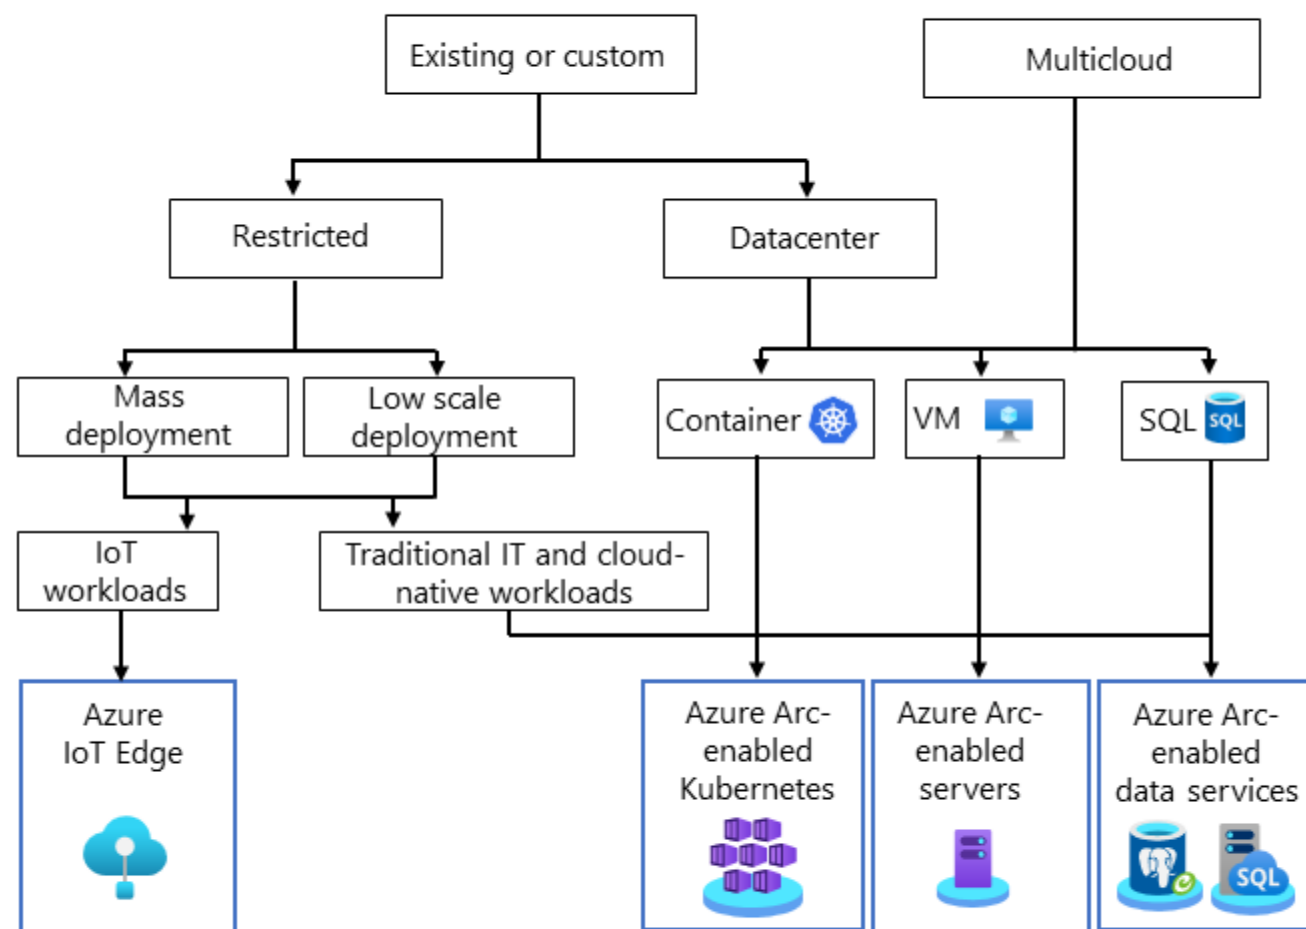 Existing or custom
Multicloud
Restricted
Datacenter
Mass
deployment
Low scale
deployment
Container
VM
SQL
SQL
IoT
workloads
Traditional IT and cloud-
native workloads
Azure
IoT Edge
Azure Arc-
enabled
Kubernetes
Azure Arc-
enabled
servers
Azure Arc-
enabled
data services
SQL